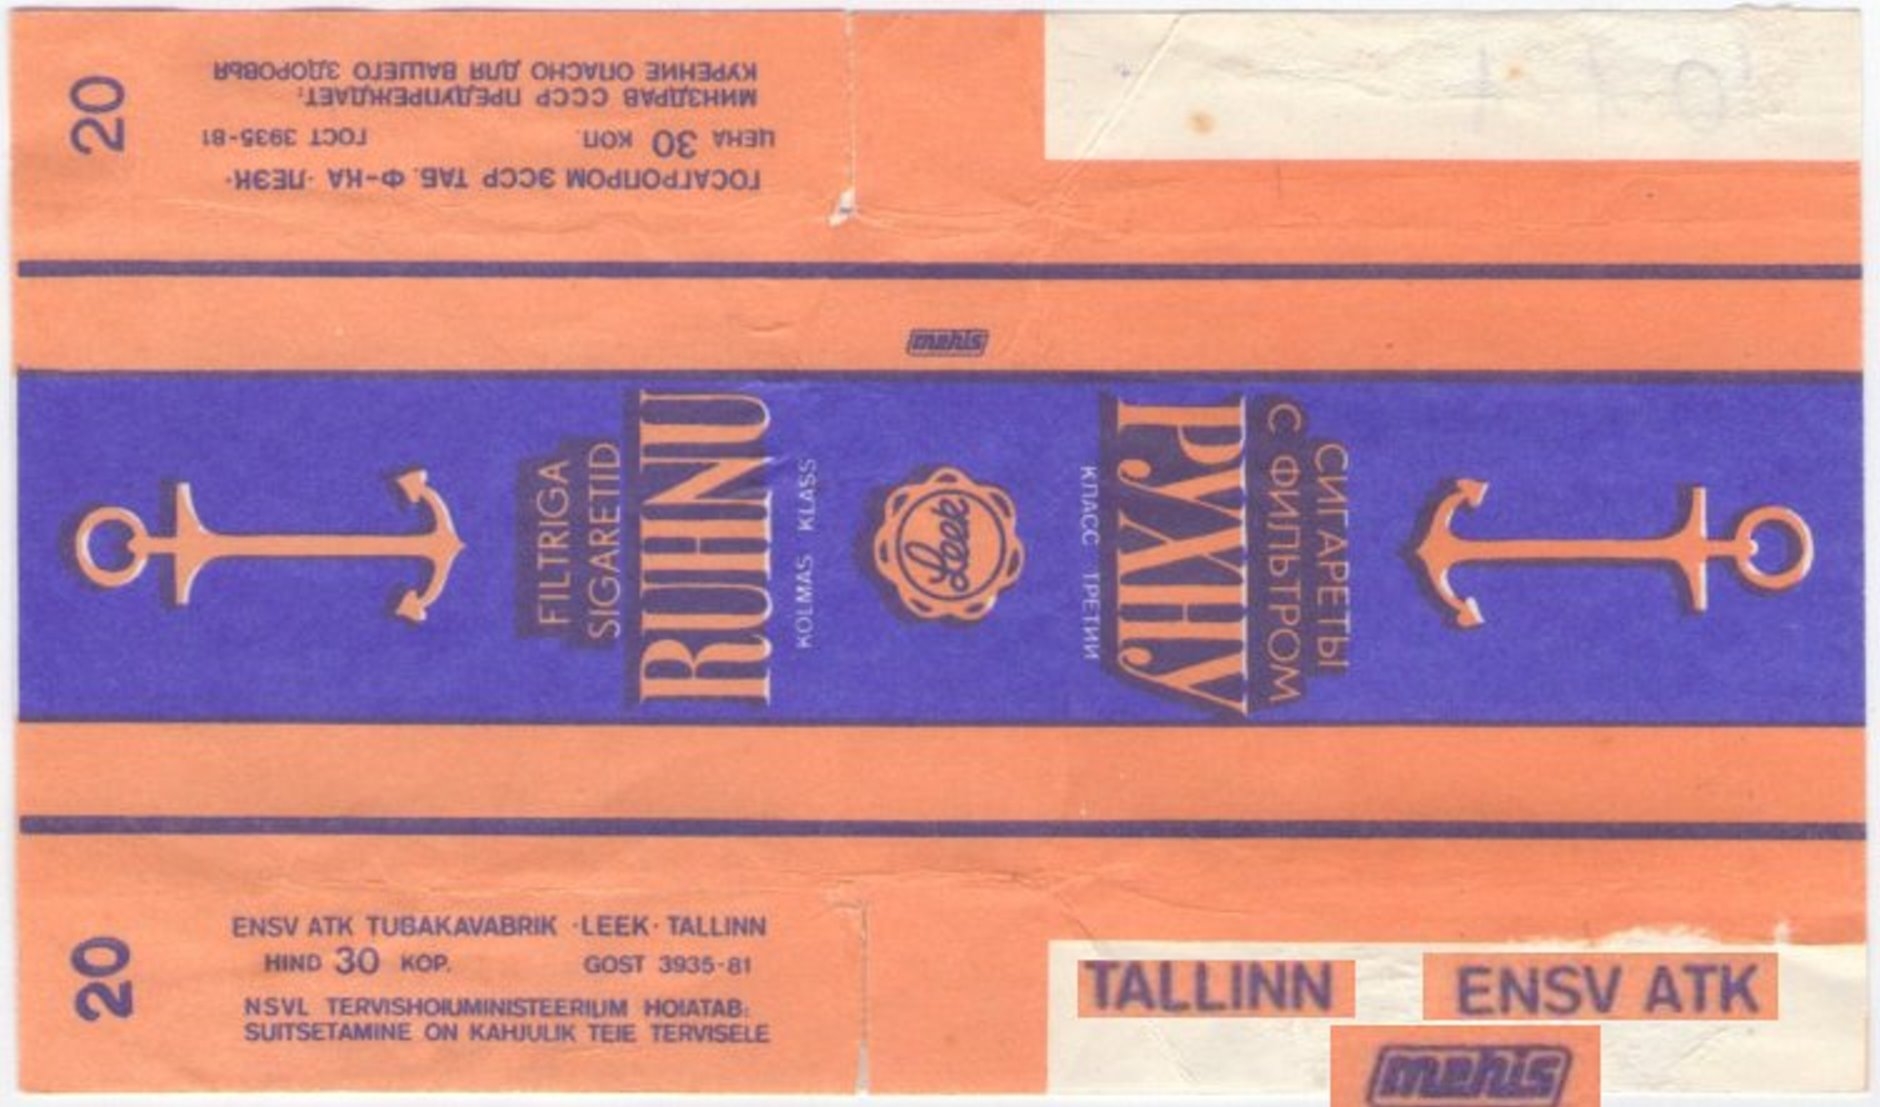 20
ГОСАГРОПРОМ ЭССР ТАБ. Ф-КА ·ЛЕЭК·
ЦЕНА 30 КОП. ГОСТ 3935-81
МИНЗДРАВ СССР ПРЕДУПРЕЖДАЕТ:
КУРЕНИЕ ОПАСНО ДЛЯ ВАШЕГО ЗДОРОВЬЯ
mehis
FILTRIGA
SIGARETID
RUHNU
KOLMAS KLASS
Leek
СИГАРЕТЫ
С ФИЛЬТРОМ
РУХНУ
КЛАСС ТРЕТИЙ
20
ENSV ATK TUBAKAVABRIK ·LEEK· TALLINN
HIND 30 KOP. GOST 3935-81
NSVL TERVISHOIUMINISTEERIUM HOIATAB:
SUITSETAMINE ON KAHJULIK TEIE TERVISELE
TALLINN ENSV ATK
mehis